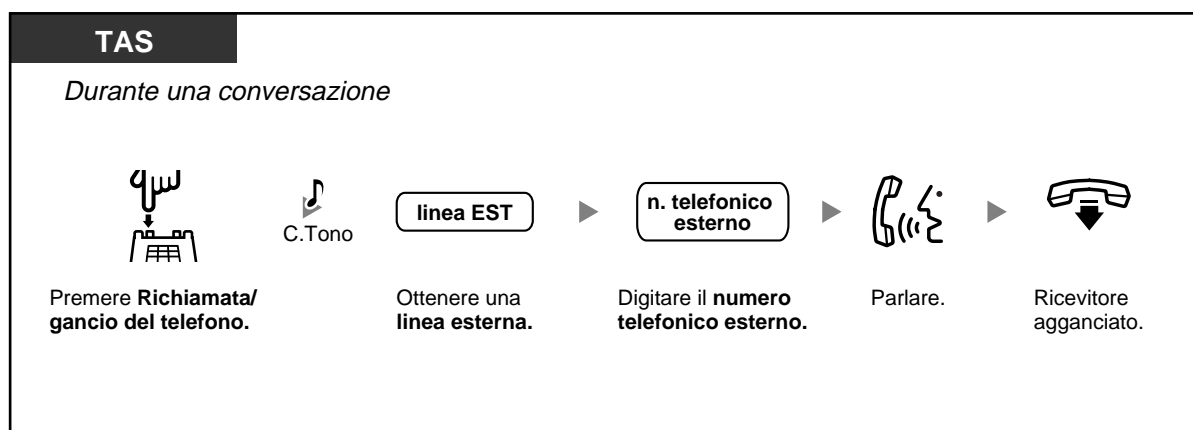 TAS
Durante una conversazione
C.Tono
linea EST
n. telefonico
esterno
Premere Richiamata/
gancio del telefono.
Ottenere una
linea esterna.
Digitare il numero
telefonico esterno.
Parlare.
Ricevitore
agganciato.